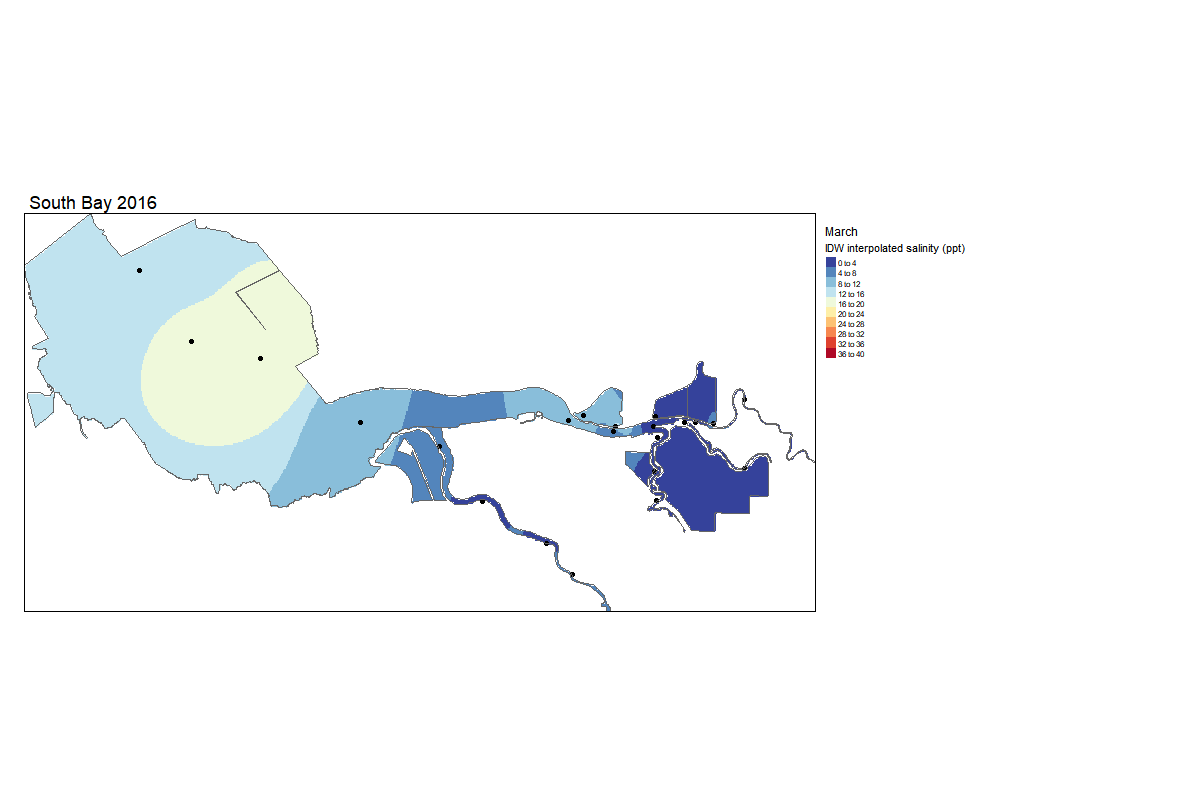 South Bay 2016
March
IDW interpolated salinity (ppt)
0 to 4
4 to 8
8 to 12
12 to 16
16 to 20
20 to 24
24 to 28
28 to 32
32 to 36
36 to 40